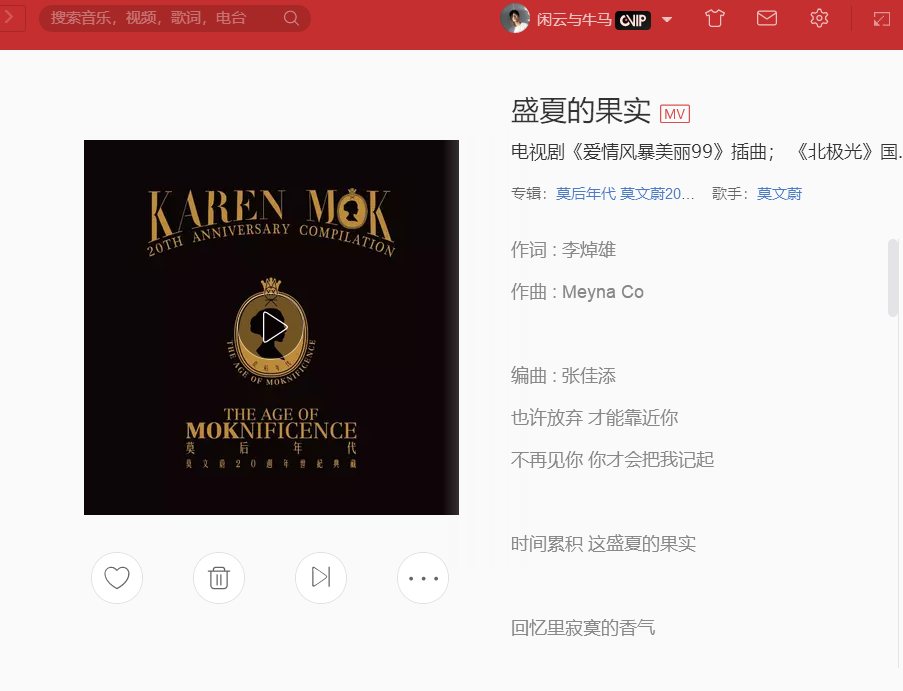 搜索音乐，视频，歌词，电台
闲云与牛马 CVIP
盛夏的果实 MV
电视剧《爱情风暴美丽99》插曲； 《北极光》国.
专辑：莫后年代 莫文蔚20... 歌手：莫文蔚
KAREN MOK
20TH ANNIVERSARY COMPILATION
THE AGE OF MOKNIFICENCE
THE AGE OF
MOKNIFICENCE
莫后年代
莫文蔚20週年世紀典藏
作词 : 李焯雄
作曲 : Meyna Co
编曲 : 张佳添
也许放弃 才能靠近你
不再见你 你才会把我记起
时间累积 这盛夏的果实
回忆里寂寞的香气